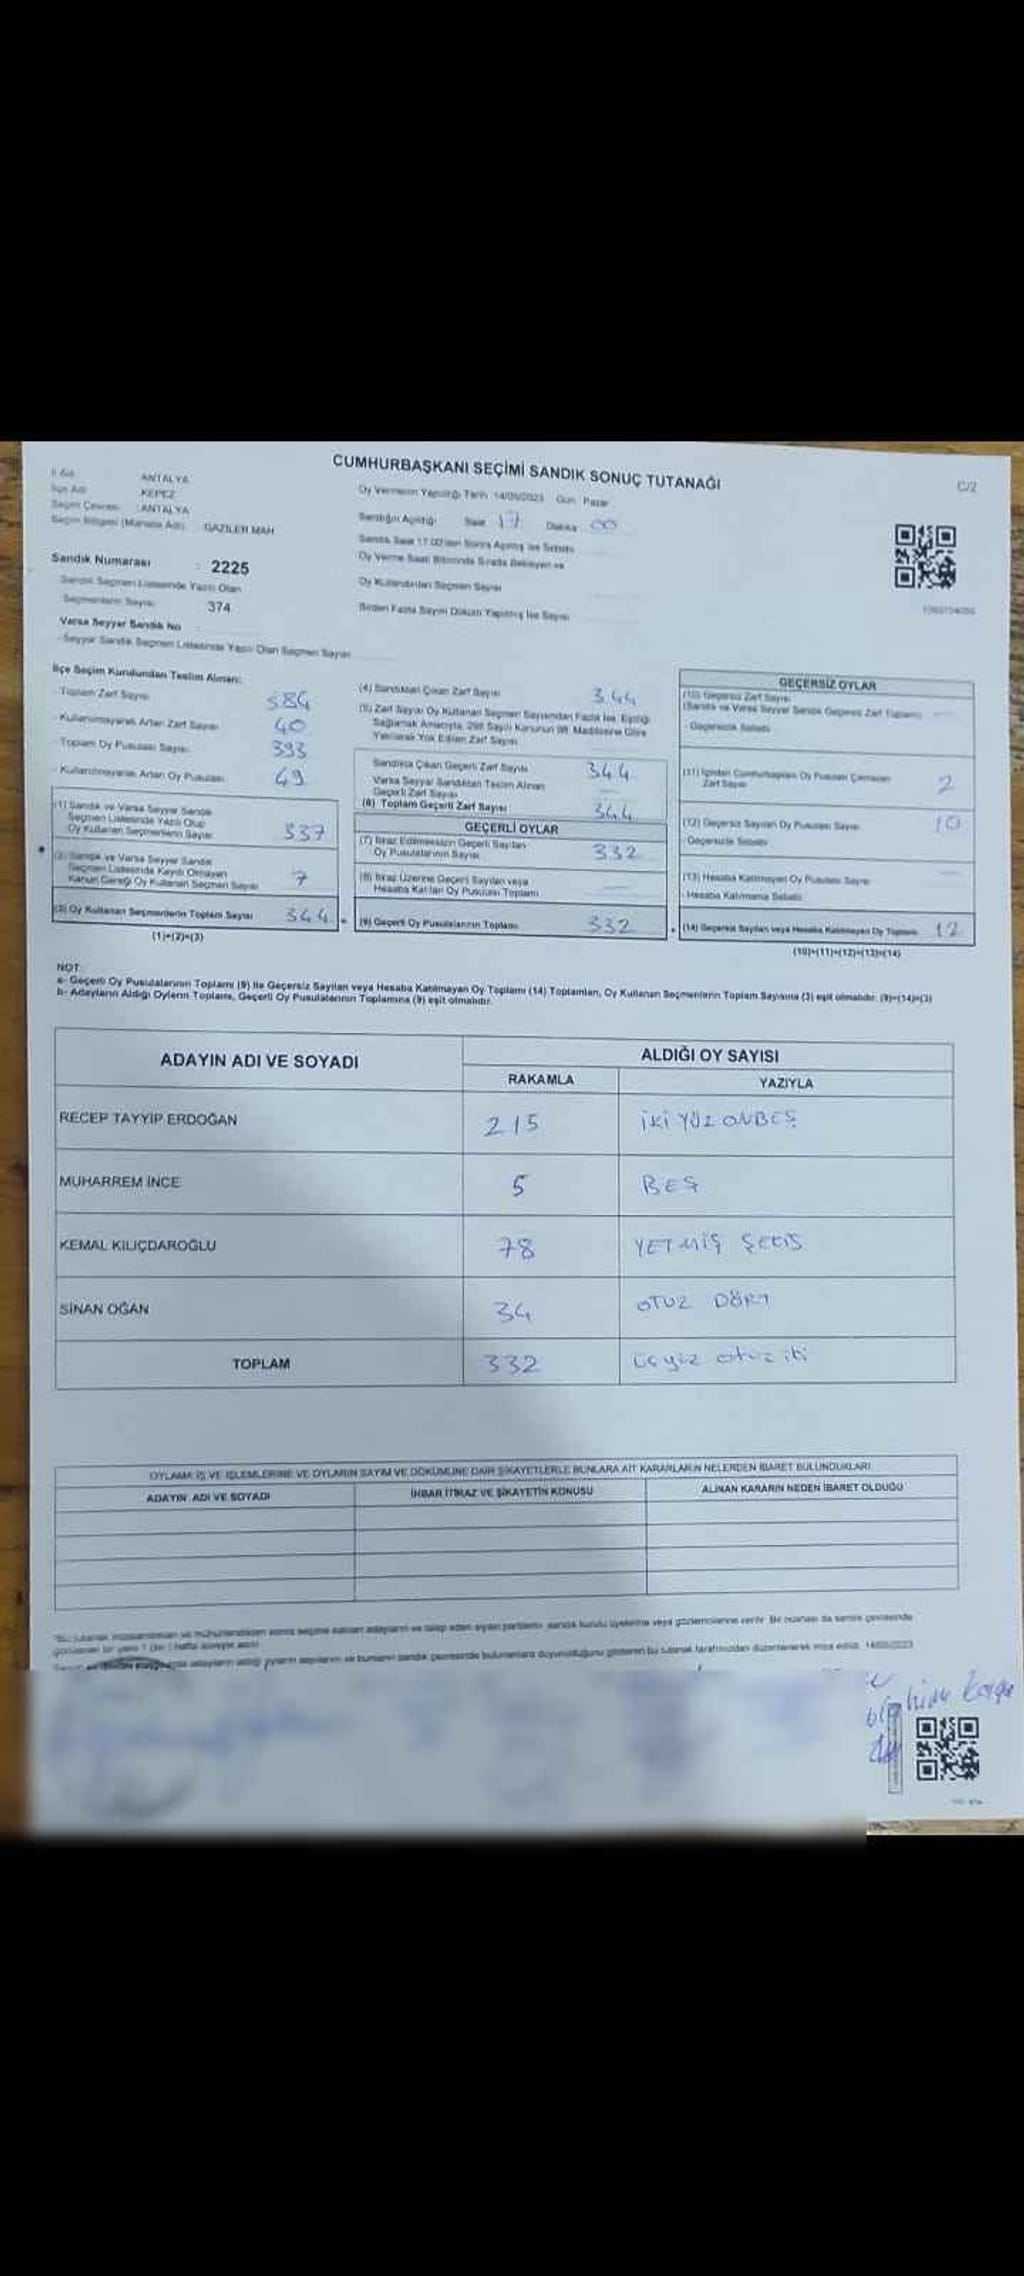 CUMHURBAŞKANI SEÇİMİ SANDIK SONUÇ TUTANAĞI
C/2
İl Adı ANTALYA
İlçe Adı KEPEZ
Seçim Çevresi ANTALYA
Seçim Bölgesi (Mahalle Adı) GAZİLER MAH
Oy Vermenin Yapıldığı Tarih 14/05/2023 Gün Pazar
Sandığın Açıldığı Saat 17 Dakika 00
Sandık Saat 17.00'den Sonra Açılmış İse Sebebi
Oy Verme Saati Bitiminde Sırada Bekleyen ve
Oy Kullandırılan Seçmen Sayısı
Birden Fazla Sayım Döküm Yapılmış İse Sayısı
Sandık Numarası : 2225
Sandık Seçmen Listesinde Yazılı Olan
Seçmenlerin Sayısı 374
Varsa Seyyar Sandık No
- Seyyar Sandık Seçmen Listesinde Yazılı Olan Seçmen Sayısı
İlçe Seçim Kurulundan Teslim Alınan:
Toplam Zarf Sayısı
- Kullanılmayarak Artan Zarf Sayısı 40
- Toplam Oy Pusulası Sayısı 393
- Kullanılmayarak Artan Oy Pusulası 49
(1) Sandık ve Varsa Seyyar Sandık
Seçmen Listesinde Yazılı Olup
Oy Kullanan Seçmenlerin Sayısı 337
(2) Sandık ve Varsa Seyyar Sandık
Seçmen Listesinde Kayıtlı Olmayan
Kanun Gereği Oy Kullanan Seçmen Sayısı 7
(3) Oy Kullanan Seçmenlerin Toplam Sayısı 344
(1)+(2)=(3)
(4) Sandıktan Çıkan Zarf Sayısı 344
(5) Zarf Sayısı Oy Kullanan Seçmen Sayısından Fazla İse, Eşitliği
Sağlamak Amacıyla, 298 Sayılı Kanunun 98. Maddesine Göre
Yakılarak Yok Edilen Zarf Sayısı
Sandıkta Çıkan Geçerli Zarf Sayısı 344
Varsa Seyyar Sandıktan Teslim Alınan
Geçerli Zarf Sayısı
(6) Toplam Geçerli Zarf Sayısı 344
GEÇERLİ OYLAR
(7) İtiraz Edilmeksizin Geçerli Sayılan
Oy Pusulalarının Sayısı 332
(8) İtiraz Üzerine Geçerli Sayılan veya
Hesaba Katılan Oy Pusulası Toplamı
(9) Geçerli Oy Pusulalarının Toplamı 332
GEÇERSİZ OYLAR
(10) Geçersiz Zarf Sayısı
(Sandık ve Varsa Seyyar Sandık Geçersiz Zarf Toplamı)
- Geçersizlik Sebebi
(11) İçinden Cumhurbaşkanı Oy Pusulası Çıkmayan
Zarf Sayısı 2
(12) Geçersiz Sayılan Oy Pusulası Sayısı 10
- Geçersizlik Sebebi
(13) Hesaba Katılmayan Oy Pusulası Sayısı
- Hesaba Katılmama Sebebi
(14) Geçersiz Sayılan veya Hesaba Katılmayan Oy Toplamı 12
(10)+(11)+(12)+(13)=(14)
NOT:
a- Geçerli Oy Pusulalarının Toplamı (9) ile Geçersiz Sayılan veya Hesaba Katılmayan Oy Toplamı (14) Toplamları, Oy Kullanan Seçmenlerin Toplam Sayısına (3) eşit olmalıdır. (9)+(14)=(3)
b- Adayların Aldığı Oyların Toplamı, Geçerli Oy Pusulalarının Toplamına (9) eşit olmalıdır.
ADAYIN ADI VE SOYADI
ALDIĞI OY SAYISI
RAKAMLA YAZIYLA
RECEP TAYYİP ERDOĞAN 215 İKİ YÜZ ONBEŞ
MUHARREM İNCE 5 BEŞ
KEMAL KILIÇDAROĞLU 78 YETMİŞ ŞEKİS
SİNAN OĞAN 34 OTUZ DÖRT
TOPLAM 332 üçyüz otuz iki
OYLAMA İŞ VE İŞLEMLERİNE VE OYLARIN SAYIM VE DÖKÜMÜNE DAİR ŞİKAYETLERLE BUNLARA AİT KARARLARIN NELERDEN İBARET BULUNDUKLARI
ADAYIN ADI VE SOYADI İHBAR İTİRAZ VE ŞİKAYETİN KONUSU ALINAN KARARIN NEDEN İBARET OLDUĞU